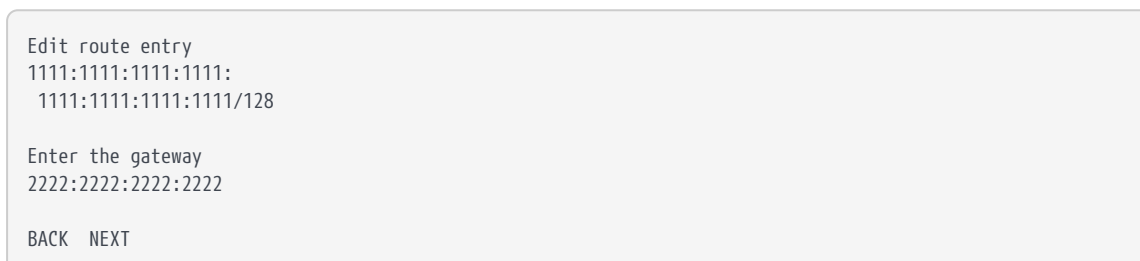 Edit route entry
1111:1111:1111:1111:
1111:1111:1111:1111/128
Enter the gateway
2222:2222:2222:2222
BACK NEXT